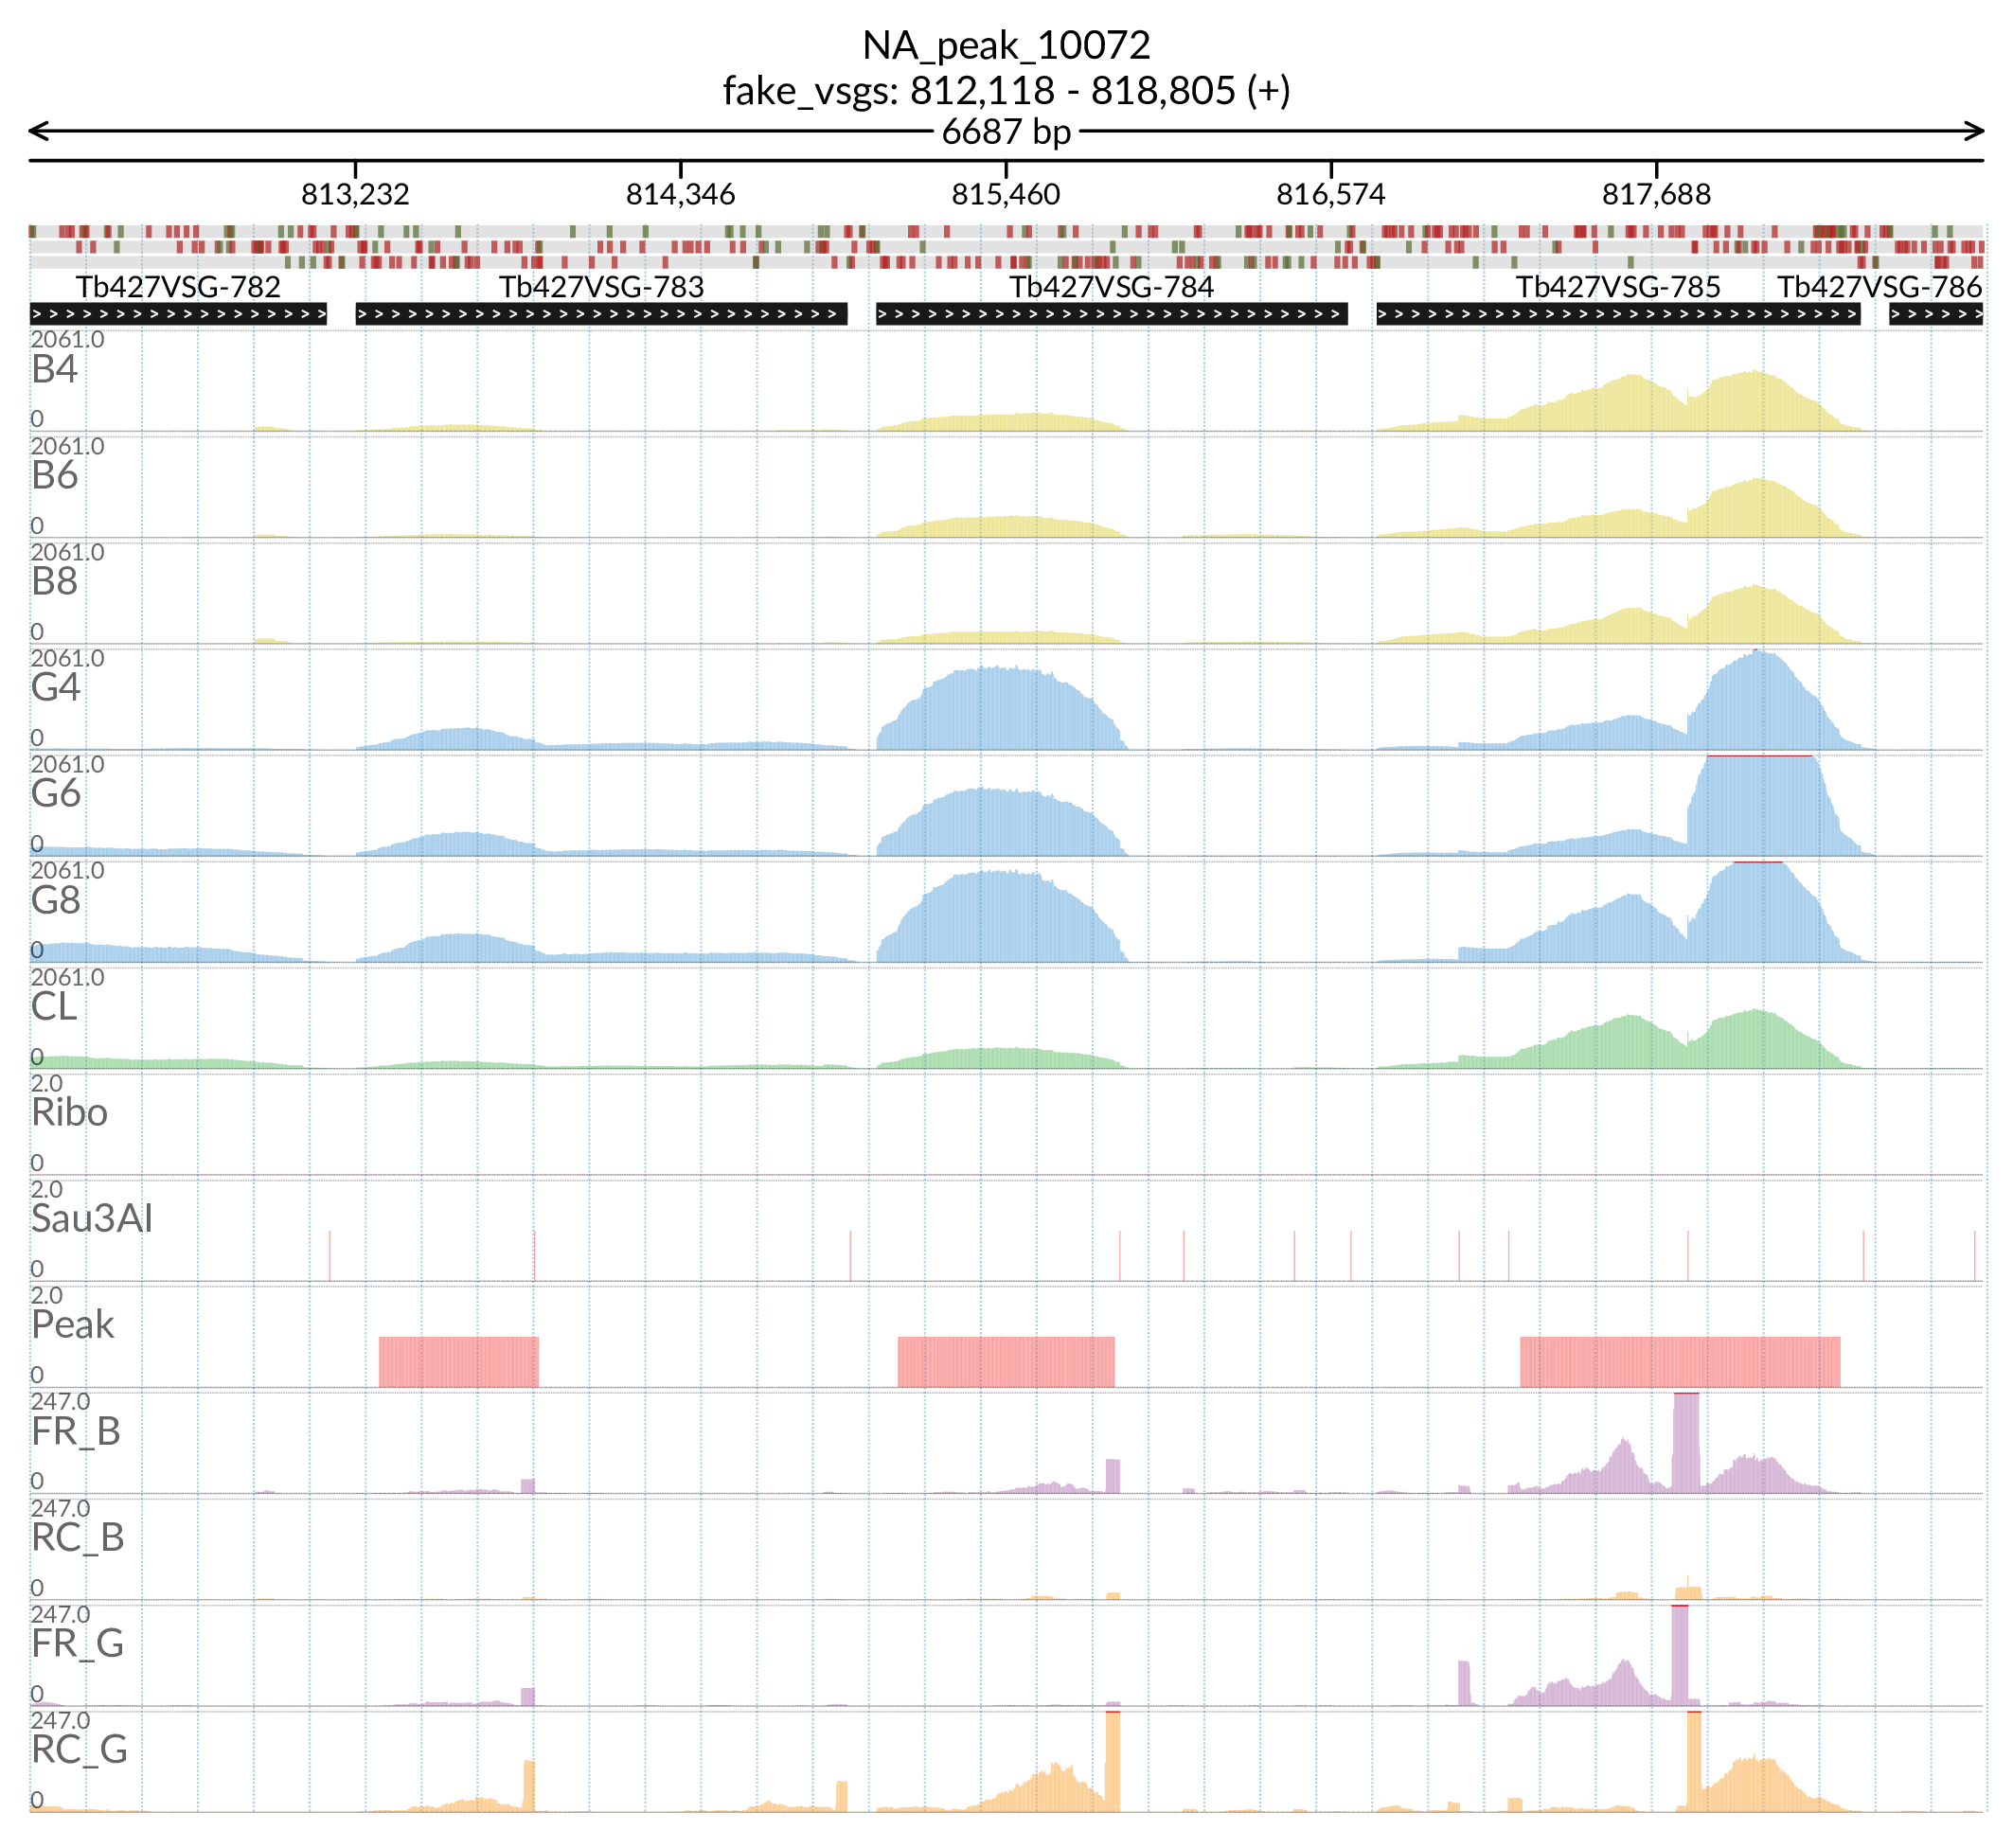 NA_peak_10072
fake_vsgs: 812,118 - 818,805 (+)
6687 bp
813,232 814,346 815,460 816,574 817,688
Tb427VSG-782 Tb427VSG-783 Tb427VSG-784 Tb427VSG-785 Tb427VSG-786
2061.0
B4
0
2061.0
B6
0
2061.0
B8
0
2061.0
G4
0
2061.0
G6
0
2061.0
G8
0
2061.0
CL
0
2.0
Ribo
0
2.0
Sau3AI
0
2.0
Peak
0
247.0
FR_B
0
247.0
RC_B
0
247.0
FR_G
0
247.0
RC_G
0